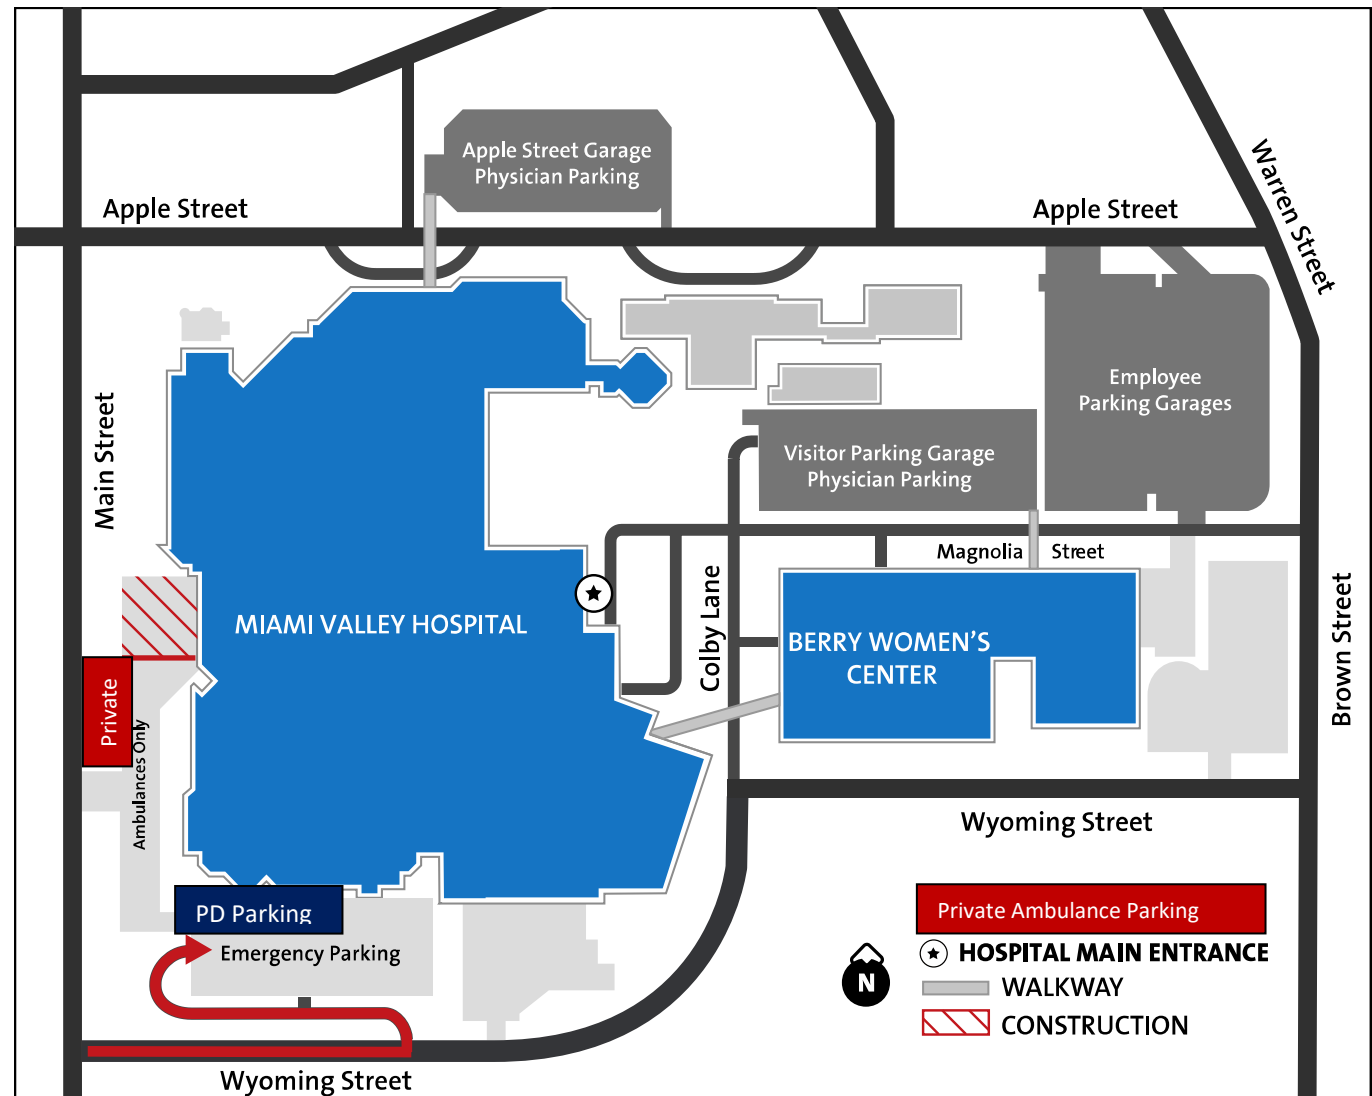 Apple Street Garage
Physician Parking
Warren Street
Apple Street
Apple Street
Employee
Parking Garages
Main Street
Visitor Parking Garage
Physician Parking
Magnolia Street
MIAMI VALLEY HOSPITAL
Colby Lane
BERRY WOMEN'S
CENTER
Brown Street
Private
Ambulances Only
Wyoming Street
PD Parking
Emergency Parking
Private Ambulance Parking
HOSPITAL MAIN ENTRANCE
N
WALKWAY
CONSTRUCTION
Wyoming Street